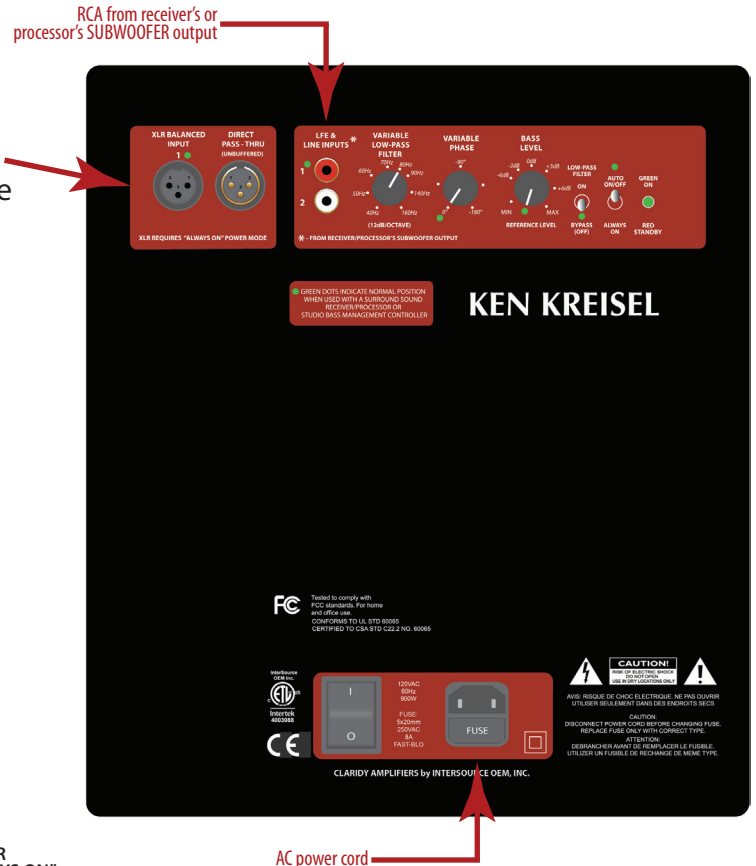 RCA from receiver's or
processor's SUBWOOFER output
e
XLR BALANCED
INPUT
1
DIRECT
PASS - THRU
(UNBUFFERED)
XLR REQUIRES "ALWAYS ON" POWER MODE
LFE &
LINE INPUTS *
1
2
VARIABLE
LOW-PASS
FILTER
40Hz
50Hz
60Hz
70Hz
80Hz
90Hz
140Hz
160Hz
(12dB/OCTAVE)
VARIABLE
PHASE
-90°
0°
-180°
BASS
LEVEL
MIN
-6dB
-3dB
0dB
+3dB
+6dB
MAX
REFERENCE LEVEL
LOW-PASS
FILTER
ON
BYPASS
(OFF)
AUTO
ON/OFF
ALWAYS
ON
GREEN
ON
RED
STANDBY
* - FROM RECEIVER/PROCESSOR'S SUBWOOFER OUTPUT
GREEN DOTS INDICATE NORMAL POSITION
WHEN USED WITH A SURROUND SOUND
RECEIVER/PROCESSOR OR
STUDIO BASS MANAGEMENT CONTROLLER
KEN KREISEL
FC
Tested to comply with
FCC standards. For home
and office use.
CONFORMS TO UL STD 60065
CERTIFIED TO CSA STD C22.2 NO. 60065
InterSource
OEM Inc.
c ETL us
Intertek
4003988
CE
I
O
120VAC
60Hz
900W
FUSE:
5x20mm
250VAC
8A
FAST-BLO
FUSE
CAUTION!
RISK OF ELECTRIC SHOCK
DO NOT OPEN
USE IN DRY LOCATIONS ONLY
AVIS: RISQUE DE CHOC ELECTRIQUE. NE PAS OUVRIR
UTILISER SEULEMENT DANS DES ENDROITS SECS
CAUTION:
DISCONNECT POWER CORD BEFORE CHANGING FUSE.
REPLACE FUSE ONLY WITH CORRECT TYPE.
ATTENTION:
DEBRANCHER AVANT DE REMPLACER LE FUSIBLE.
UTILIZER UN FUSIBLE DE RECHANGE DE MEME TYPE.
CLARIDY AMPLIFIERS by INTERSOURCE OEM, INC.
AC power cord